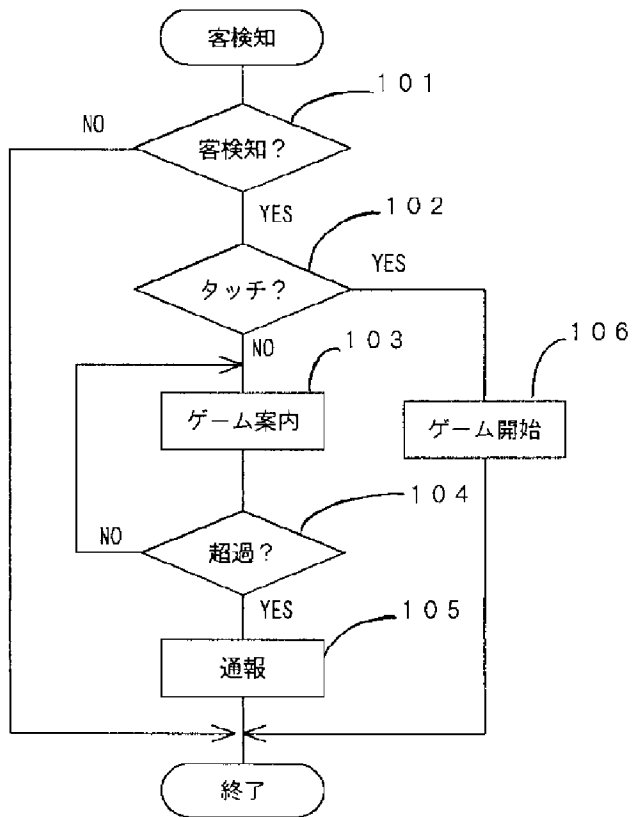 客検知
101
NO
客検知？
YES
102
タッチ？
YES
NO
103
106
ゲーム案内
ゲーム開始
104
NO
超過？
YES
105
通報
終了